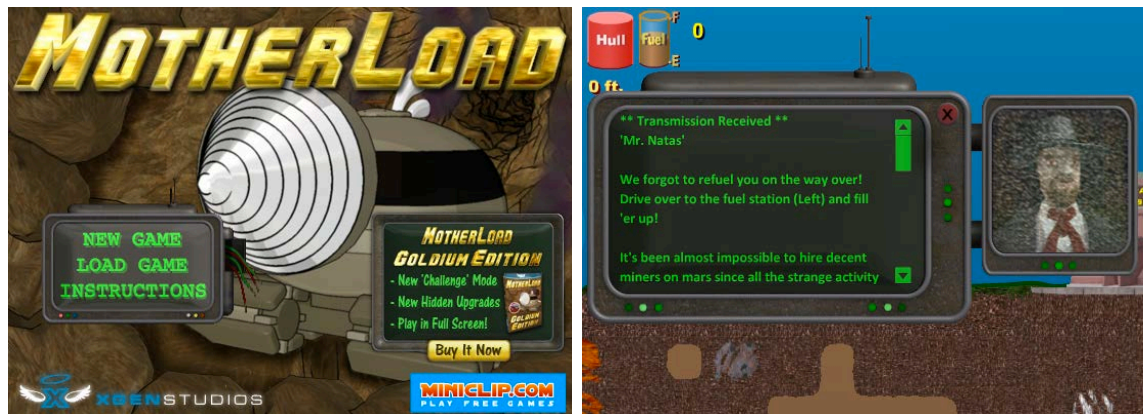 MOTHERLOAD
NEW GAME
LOAD GAME
INSTRUCTIONS
MOTHERLOAD
GOLDIUM EDITION
- New 'Challenge' Mode
- New Hidden Upgrades
- Play in Full Screen!
MOTHERLOAD
GOLDIUM
EDITION
Buy It Now
XGENSTUDIOS
MINICLIP.COM
PLAY FREE GAMES
Hull
Fuel
F
E
0
0 ft.
** Transmission Received **
'Mr. Natas'
We forgot to refuel you on the way over!
Drive over to the fuel station (Left) and fill
'er up!
It's been almost impossible to hire decent
miners on mars since all the strange activity
X